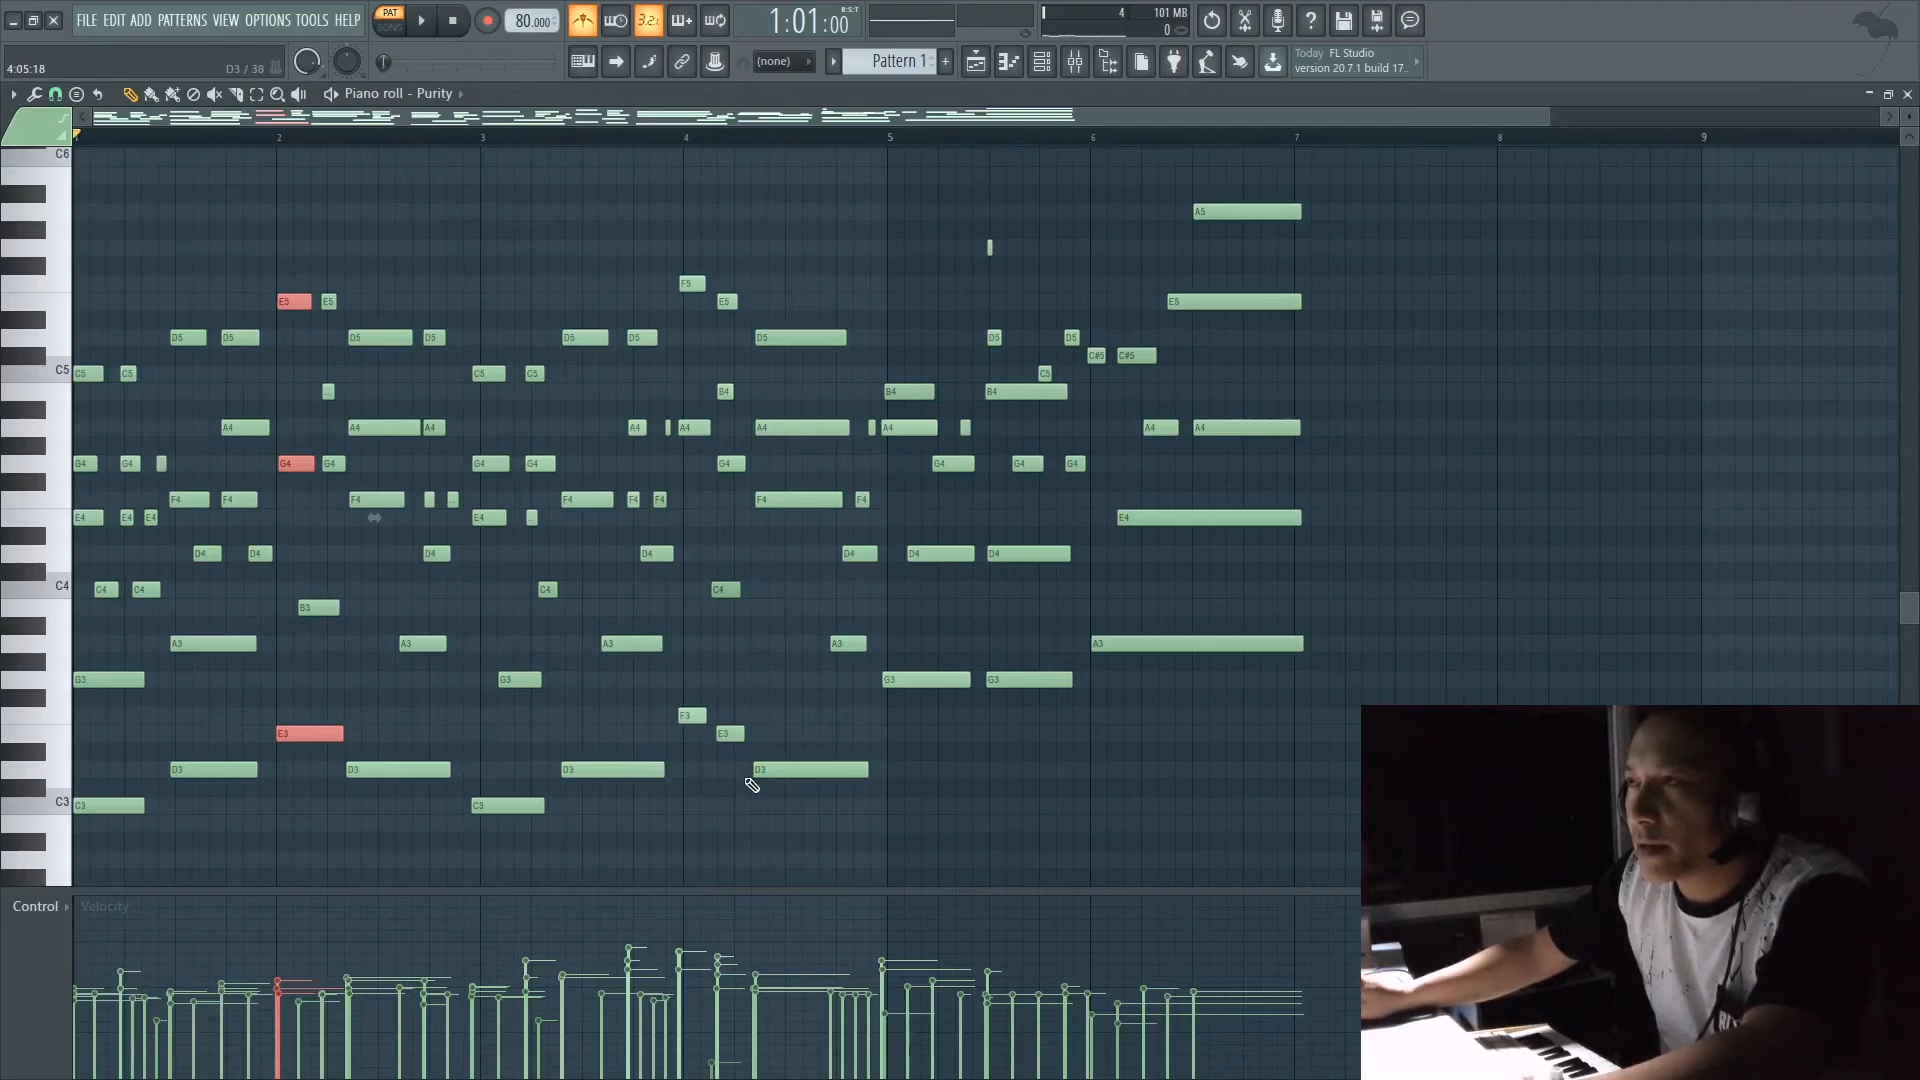 FILE EDIT ADD PATTERNS VIEW OPTIONS TOOLS HELP
PAT
SONG
80.000
3.2.
1:01:00
B:S:T
4
101 MB
0
4:05:18
D3 / 38
(none)
Pattern 1
Today FL Studio
version 20.7.1 build 17..
Piano roll - Purity
2 3 4 5 6 7 8 9
C6
A5
F5
E5 E5 E5 E5
D5 D5 D5 D5 D5 D5 D5 D5 D5
C#5 C#5
C5 C5 C5 C5 C5 C5
B4 B4 B4
A4 A4 A4 A4 A4 A4 A4 A4 A4
G4 G4 G4 G4 G4 G4 G4 G4 G4 G4
F4 F4 F4 F4 F4 F4 F4 F4
E4 E4 E4 E4 E4
D4 D4 D4 D4 D4 D4 D4
C4 C4 C4 C4 C4
B3
A3 A3 A3 A3 A3
G3 G3 G3 G3
F3
E3 E3
D3 D3 D3 D3
C3 C3 C3
Control
Velocity